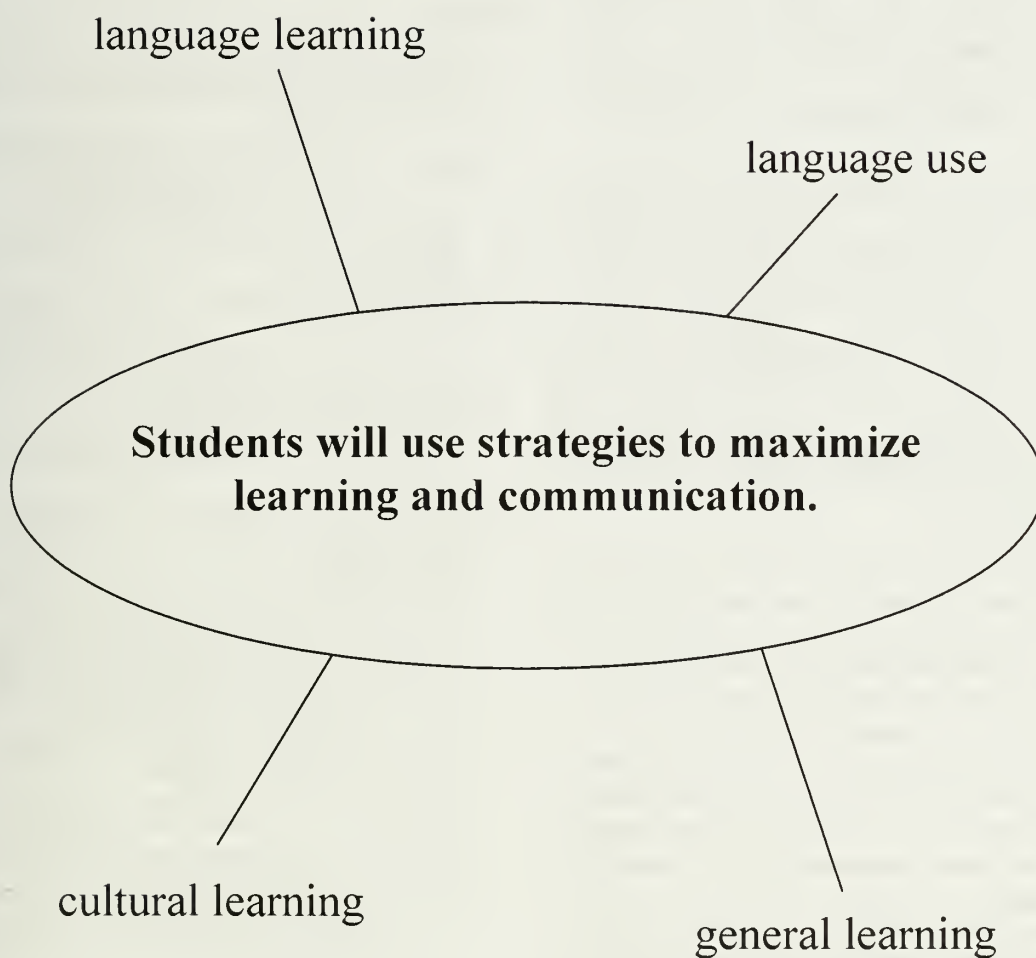 language learning
language use
Students will use strategies to maximize
learning and communication.
cultural learning
general learning